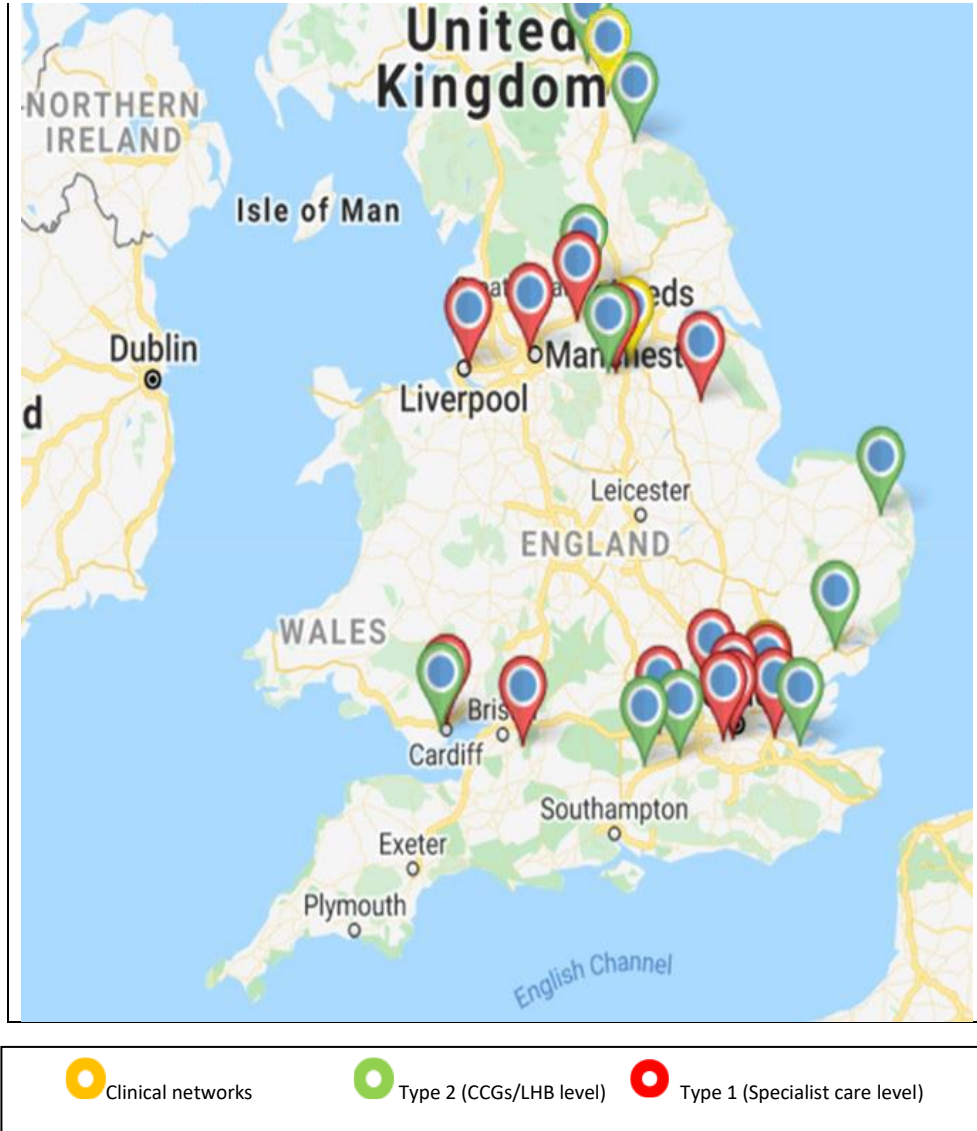 United
Kingdom
NORTHERN
IRELAND
Isle of Man
eds
Dublin
Liverpool
d
Leicester
ENGLAND
WALES
Cardiff
Southampton
Exeter
Plymouth
English Channel
Clinical networks
Type 2 (CCGs/LHB level)
Type 1 (Specialist care level)